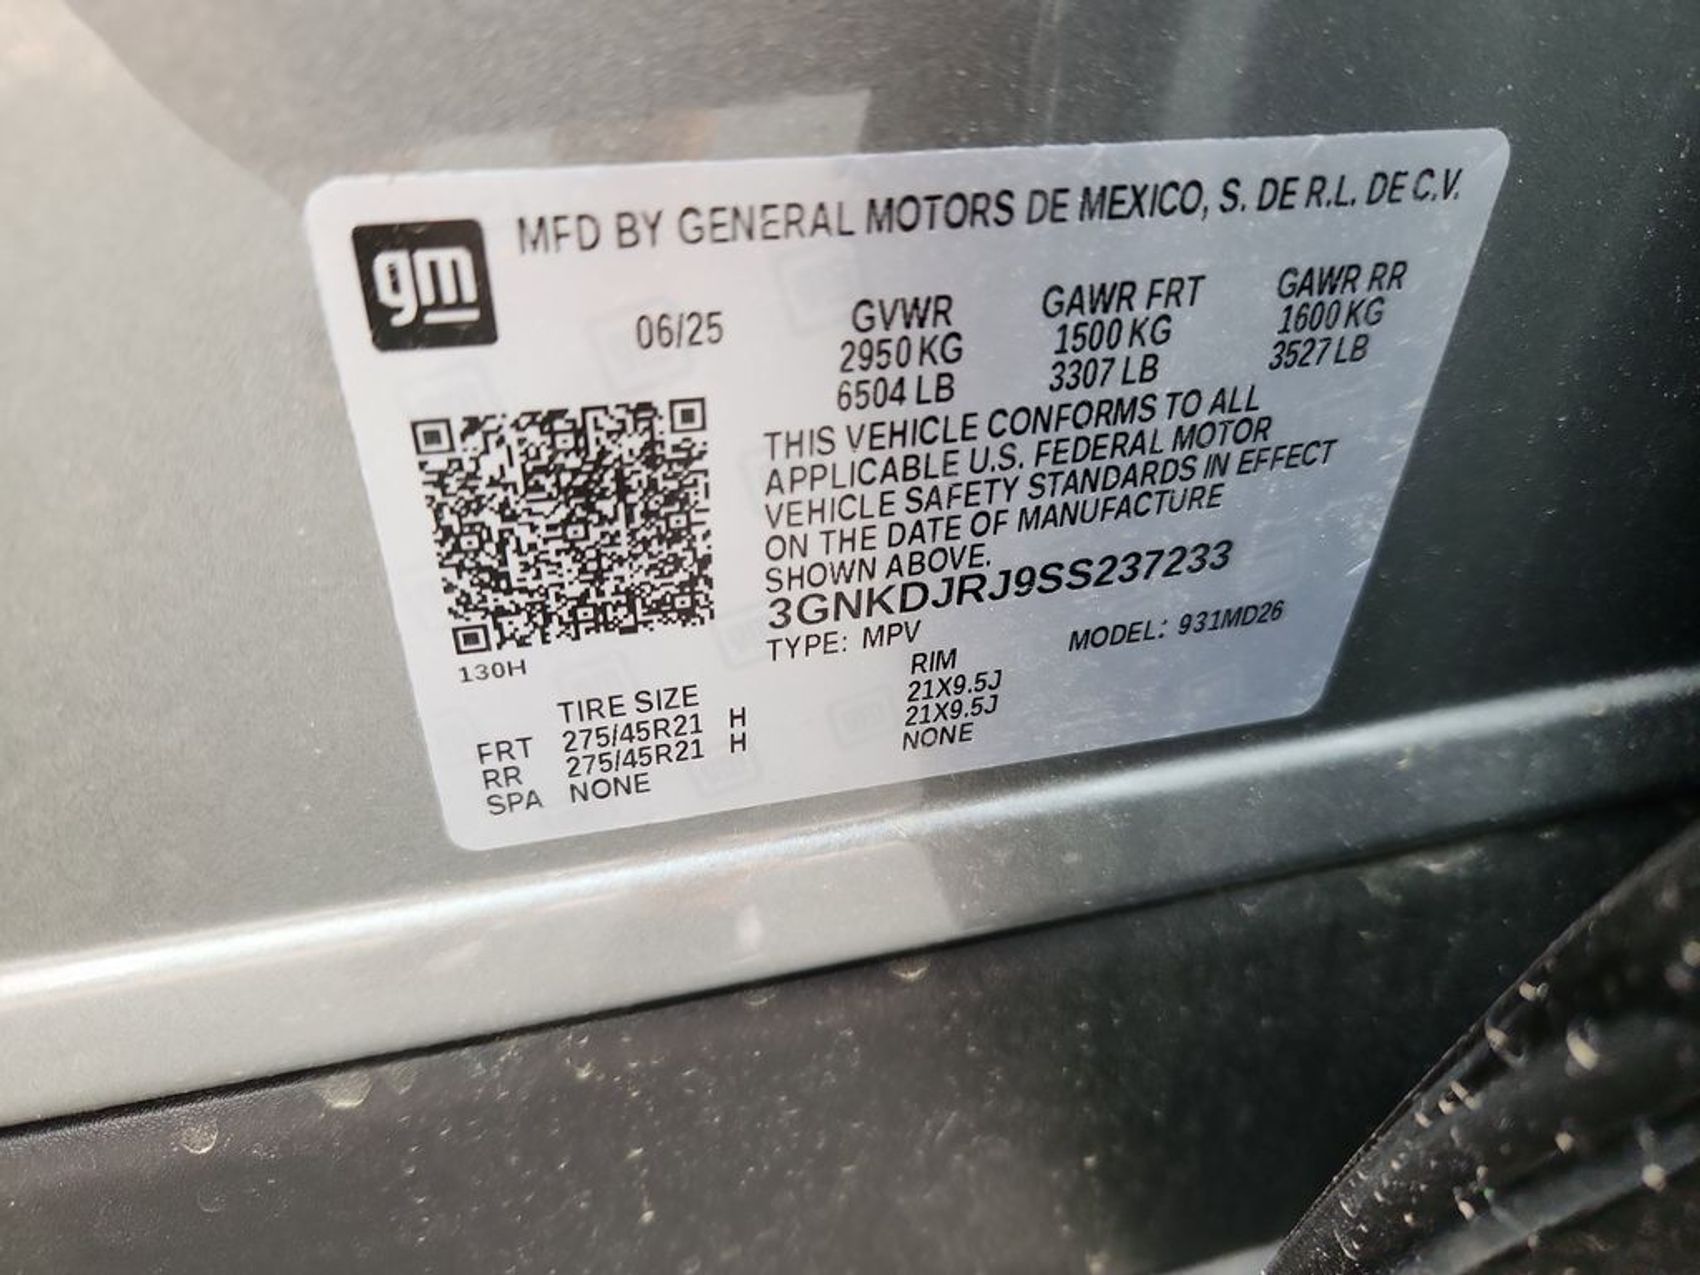 gm
MFD BY GENERAL MOTORS DE MEXICO, S. DE R.L. DE C.V.
06/25
GVWR
2950 KG
6504 LB
GAWR FRT
1500 KG
3307 LB
GAWR RR
1600 KG
3527 LB
THIS VEHICLE CONFORMS TO ALL
APPLICABLE U.S. FEDERAL MOTOR
VEHICLE SAFETY STANDARDS IN EFFECT
ON THE DATE OF MANUFACTURE
SHOWN ABOVE.
3GNKDJRJ9SS237233
TYPE: MPV MODEL: 931MD26
130H
TIRE SIZE RIM
FRT 275/45R21 H 21X9.5J
RR 275/45R21 H 21X9.5J
SPA NONE NONE